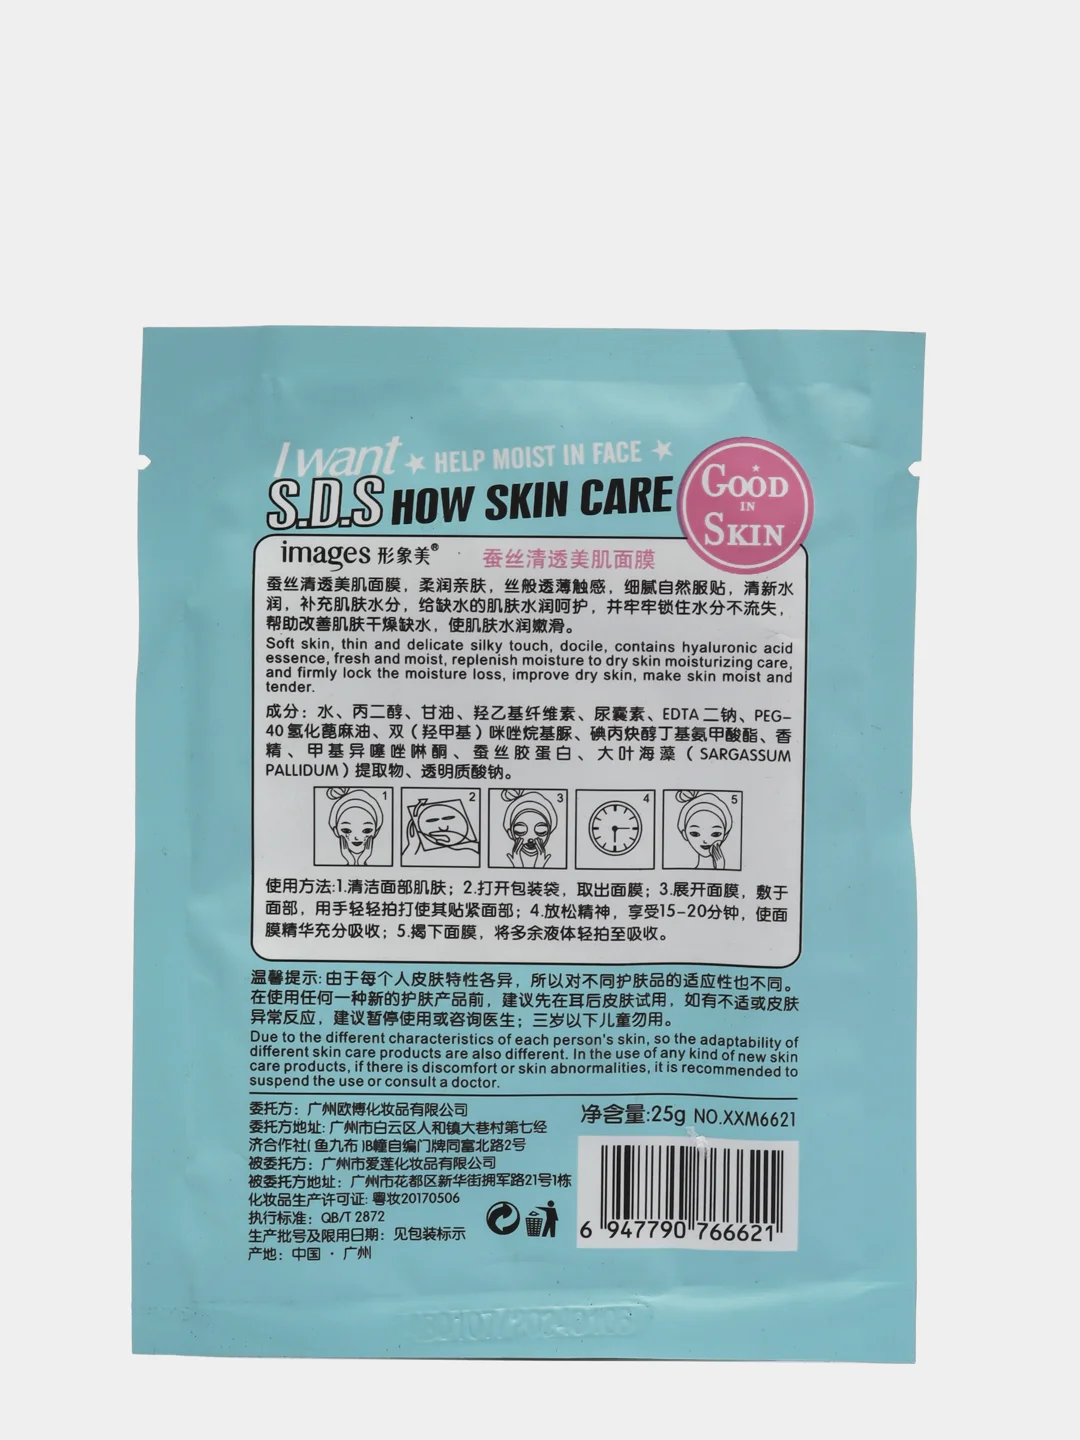 I want ★ HELP MOIST IN FACE ★
S.D.S HOW SKIN CARE
GOOD
IN
SKIN
images 形象美® 蚕丝清透美肌面膜
蚕丝清透美肌面膜，柔润亲肤，丝般透薄触感，细腻自然服贴，清新水
润，补充肌肤水分，给缺水的肌肤水润呵护，并牢牢锁住水分不流失，
帮助改善肌肤干燥缺水，使肌肤水润嫩滑。
Soft skin, thin and delicate silky touch, docile, contains hyaluronic acid
essence, fresh and moist, replenish moisture to dry skin moisturizing care,
and firmly lock the moisture loss, improve dry skin, make skin moist and
tender.
成分：水、丙二醇、甘油、羟乙基纤维素、尿囊素、EDTA 二钠、PEG-
40 氢化蓖麻油、双（羟甲基）咪唑烷基脲、碘丙炔醇丁基氨甲酸酯、香
精、甲基异噻唑啉酮、蚕丝胶蛋白、大叶海藻（SARGASSUM
PALLIDUM）提取物、透明质酸钠。
1 2 3 4 5
使用方法:1.清洁面部肌肤；2.打开包装袋，取出面膜；3.展开面膜，敷于
面部，用手轻轻拍打使其贴紧面部；4.放松精神，享受15-20分钟，使面
膜精华充分吸收；5.揭下面膜，将多余液体轻拍至吸收。
温馨提示:由于每个人皮肤特性各异，所以对不同护肤品的适应性也不同。
在使用任何一种新的护肤产品前，建议先在耳后皮肤试用，如有不适或皮肤
异常反应，建议暂停使用或咨询医生；三岁以下儿童勿用。
Due to the different characteristics of each person's skin, so the adaptability of
different skin care products are also different. In the use of any kind of new skin
care products, if there is discomfort or skin abnormalities, it is recommended to
suspend the use or consult a doctor.
委托方：广州欧博化妆品有限公司
委托方地址：广州市白云区人和镇大巷村第七经
济合作社(鱼九布)B幢自编门牌同富北路2号
被委托方：广州市爱莲化妆品有限公司
被委托方地址：广州市花都区新华街拥军路21号1栋
化妆品生产许可证: 粤妆20170506
执行标准：QB/T 2872
生产批号及限用日期：见包装标示
产地：中国·广州
净含量:25g NO.XXM6621
6 947790 766621